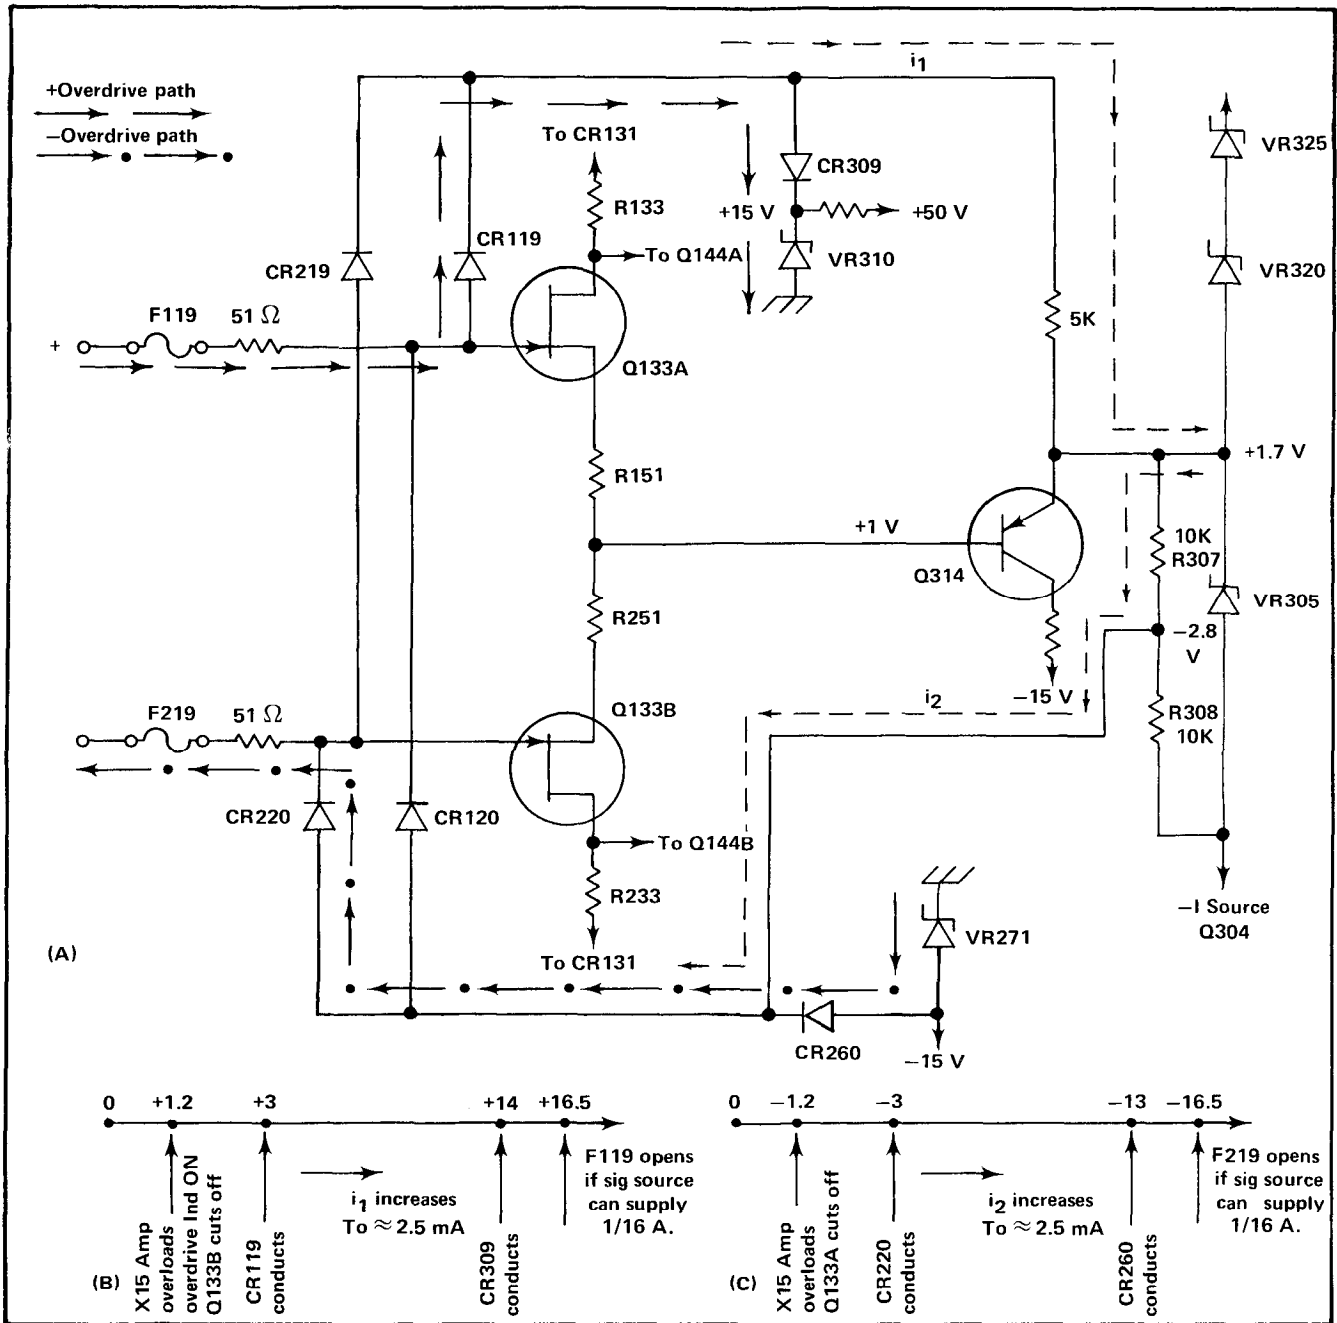 i1
+Overdrive path
−Overdrive path
To CR131
VR325
CR309
R133
+15 V
+50 V
CR119
To Q144A
CR219
VR310
VR320
F119
51 Ω
5K
+
Q133A
+1.7 V
R151
+1 V
10K
R307
Q314
VR305
R251
−2.8
V
−15 V
i2
F219
51 Ω
Q133B
R308
10K
CR220
CR120
To Q144B
R233
−I Source
Q304
VR271
(A)
To CR131
CR260
−15 V
0
+1.2
+3
+14
+16.5
X15 Amp
overloads
overdrive Ind ON
Q133B cuts off
CR119
conducts
i1 increases
To ≈ 2.5 mA
CR309
conducts
F119 opens
if sig source
can supply
1/16 A.
(B)
0
−1.2
−3
−13
−16.5
X15 Amp
overloads
Q133A cuts off
CR220
conducts
i2 increases
To ≈ 2.5 mA
CR260
conducts
F219 opens
if sig source
can supply
1/16 A.
(C)